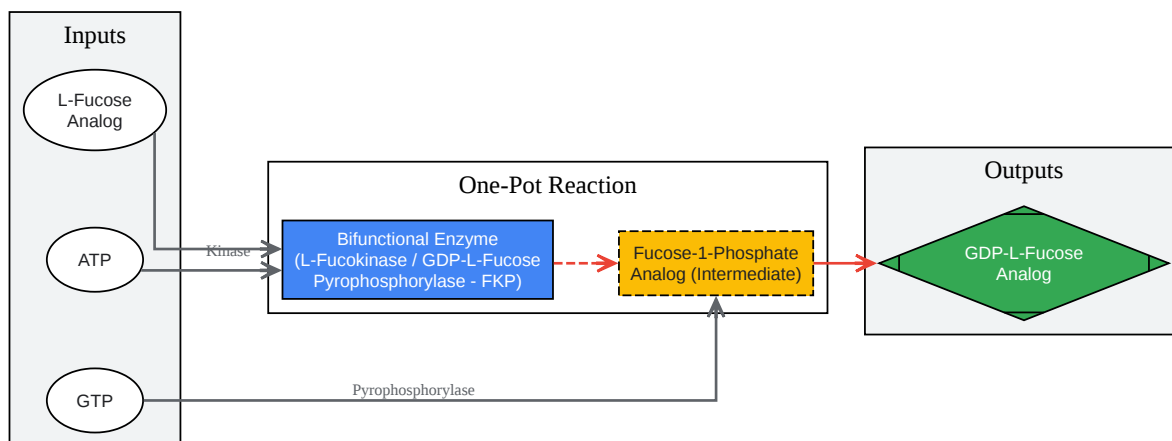 Inputs
L-Fucose
Analog
ATP
GTP
Kinase
Pyrophosphorylase
One-Pot Reaction
Bifunctional Enzyme
(L-Fucokinase / GDP-L-Fucose
Pyrophosphorylase - FKP)
Fucose-1-Phosphate
Analog (Intermediate)
Outputs
GDP-L-Fucose
Analog